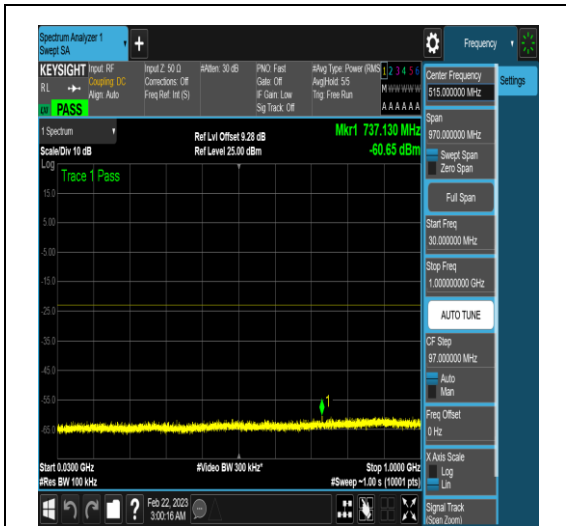 Spectrum Analyzer 1
Swept SA
+
Frequency
KEYSIGHT
RL
PASS
Input: RF
Coupling: DC
Align: Auto
Input Z: 50 Ω
Corrections: Off
Freq Ref: Int (S)
#Atten: 30 dB
PNO: Fast
Gate: Off
IF Gain: Low
Sig Track: Off
#Avg Type: Power (RMS
Avg|Hold: 5/5
Trig: Free Run
1 2 3 4 5 6
M W W W W W
A A A A A A
1 Spectrum
Scale/Div 10 dB
Ref Lvl Offset 9.28 dB
Ref Level 25.00 dBm
Mkr1 737.130 MHz
-60.65 dBm
Log
Trace 1 Pass
15.0
5.00
-5.00
-15.0
-25.0
-35.0
-45.0
-55.0
-65.0
1
Start 0.0300 GHz
#Res BW 100 kHz
#Video BW 300 kHz*
Stop 1.0000 GHz
#Sweep ~1.00 s (10001 pts)
Feb 22, 2023
3:00:16 AM
?
Center Frequency
515.000000 MHz
Settings
Span
970.000000 MHz
Swept Span
Zero Span
Full Span
Start Freq
30.000000 MHz
Stop Freq
1.000000000 GHz
AUTO TUNE
CF Step
97.000000 MHz
Auto
Man
Freq Offset
0 Hz
X Axis Scale
Log
Lin
Signal Track
(Span Zoom)